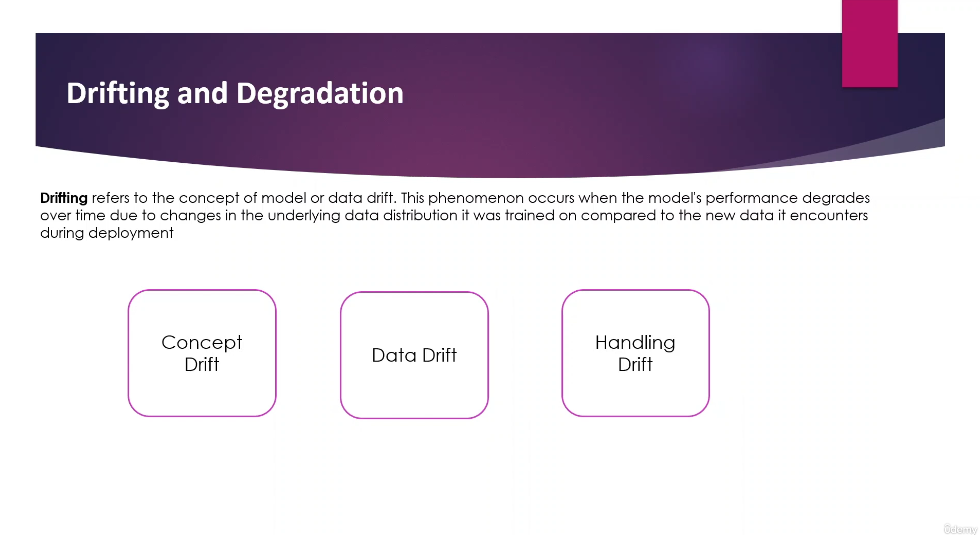 Drifting and Degradation
Drifting refers to the concept of model or data drift. This phenomenon occurs when the model's performance degrades
over time due to changes in the underlying data distribution it was trained on compared to the new data it encounters
during deployment
Concept
Drift
Data Drift
Handling
Drift
ûdemy